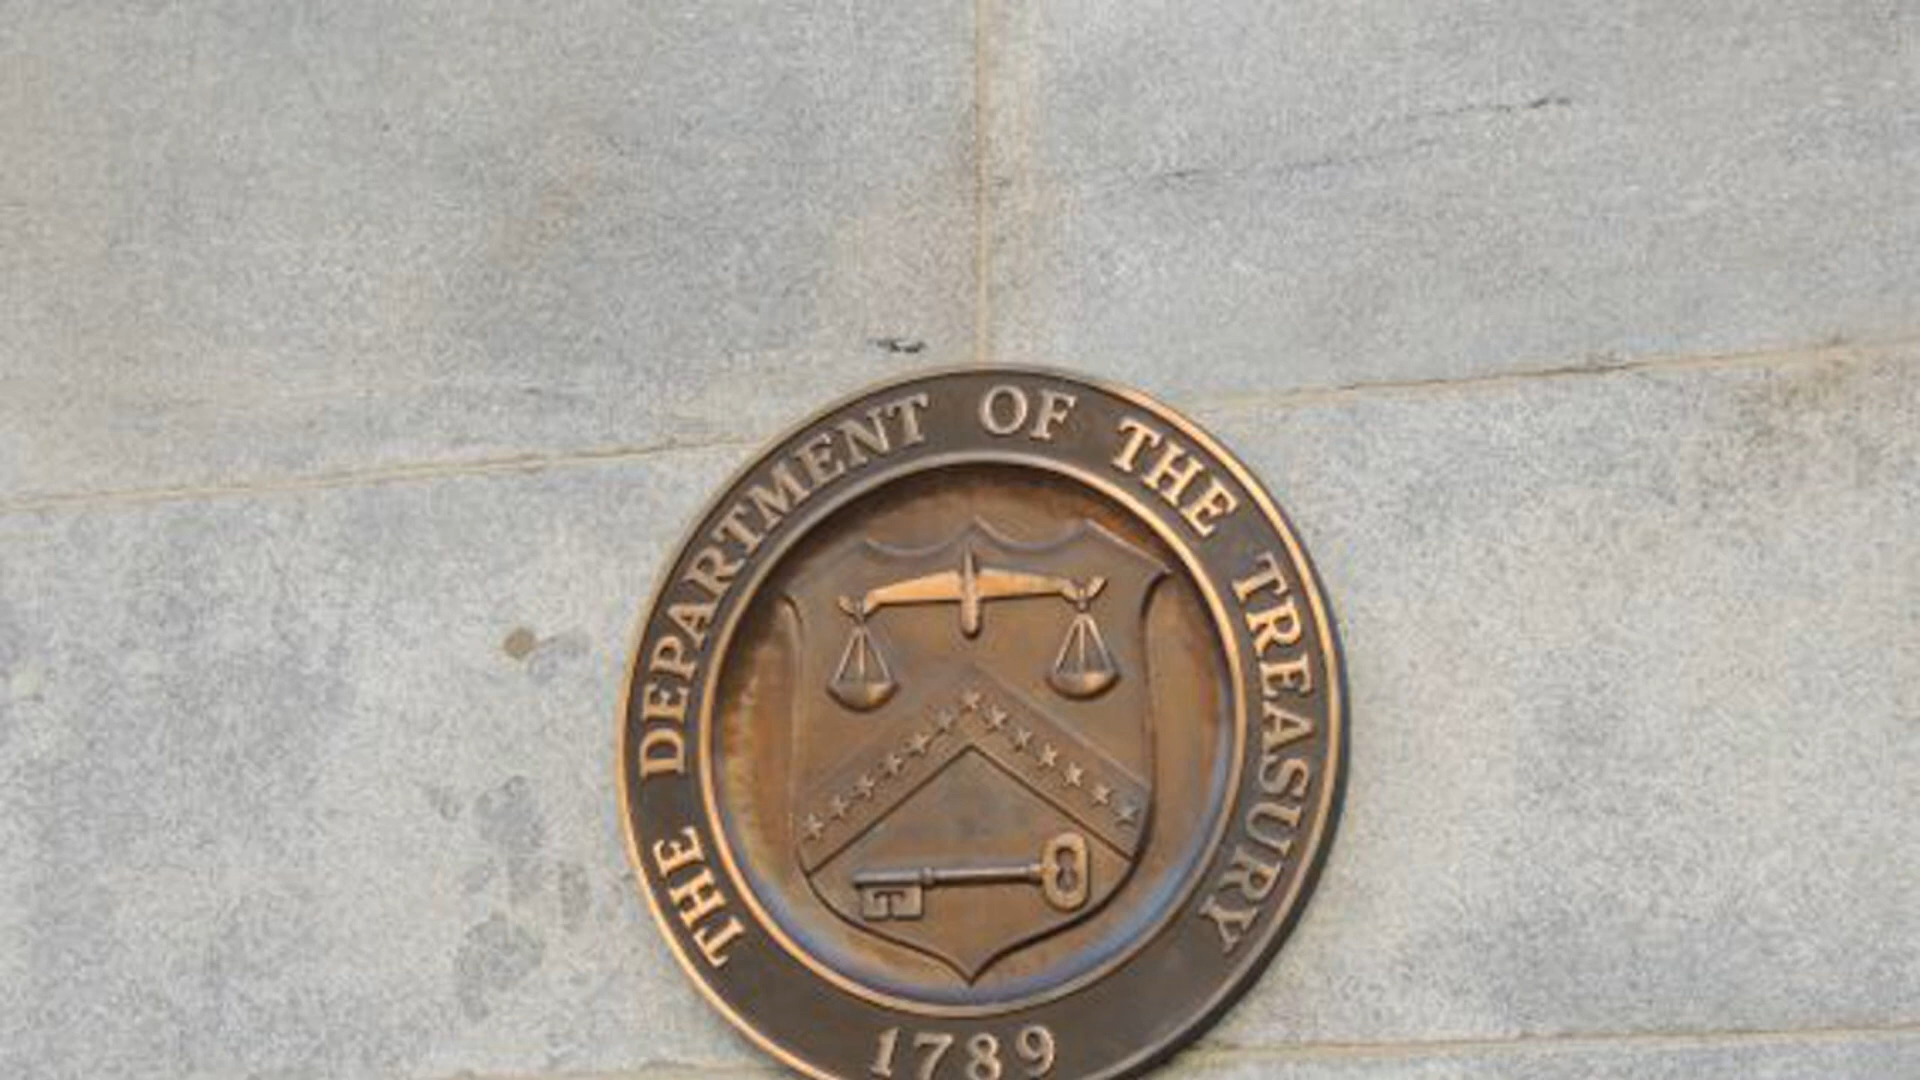 THE DEPARTMENT OF THE TREASURY
1789